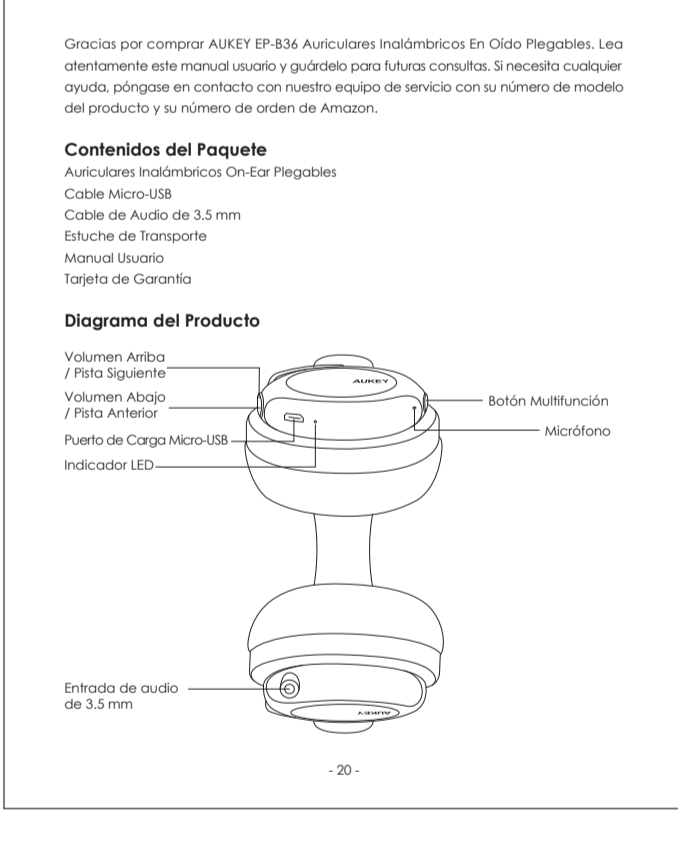 Gracias por comprar AUKEY EP-B36 Auriculares Inalámbricos En Oído Plegables. Lea
atentamente este manual usuario y guárdelo para futuras consultas. Si necesita cualquier
ayuda, póngase en contacto con nuestro equipo de servicio con su número de modelo
del producto y su número de orden de Amazon.
Contenidos del Paquete
Auriculares Inalámbricos On-Ear Plegables
Cable Micro-USB
Cable de Audio de 3.5 mm
Estuche de Transporte
Manual Usuario
Tarjeta de Garantía
Diagrama del Producto
Volumen Arriba
/ Pista Siguiente
Volumen Abajo
/ Pista Anterior
Puerto de Carga Micro-USB
Indicador LED
AUKEY
Botón Multifunción
Micrófono
Entrada de audio
de 3.5 mm
AUKEY
- 20 -